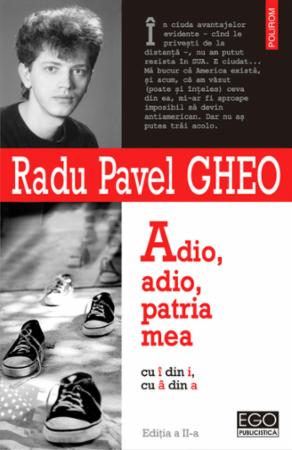 În ciuda avantajelor
evidente – cînd le
privești de la
distanță –, nu am putut
rezista în SUA. E ciudat...
Mă bucur că America există,
și acum, că am văzut
(poate și înțeles) ceva
din ea, mi-ar fi aproape
imposibil să devin
antiamerican. Dar nu aș
putea trăi acolo.
POLIROM
Radu Pavel GHEO
Adio,
adio,
patria
mea
cu î din i,
cu â din a
Ediția a II-a
EGO
PUBLICISTICĂ